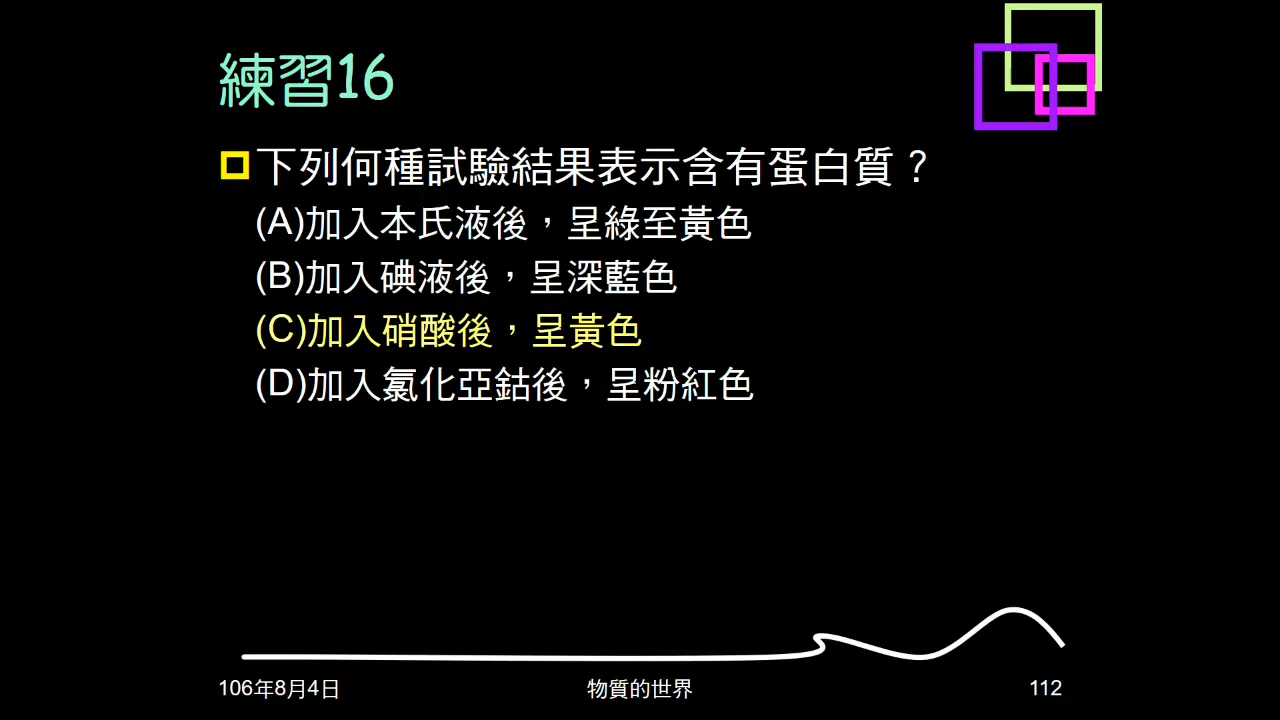 練習16
下列何種試驗結果表示含有蛋白質？
(A)加入本氏液後，呈綠至黃色
(B)加入碘液後，呈深藍色
(C)加入硝酸後，呈黃色
(D)加入氯化亞鈷後，呈粉紅色
106年8月4日
物質的世界
112